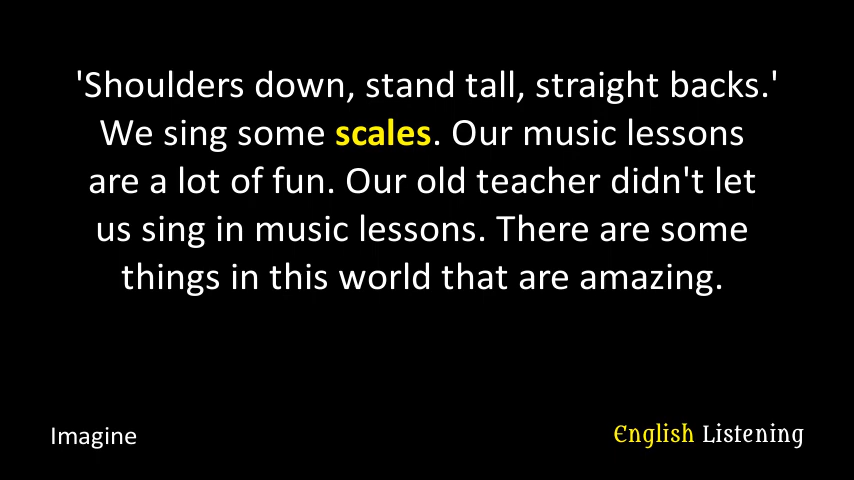 'Shoulders down, stand tall, straight backs.'
We sing some scales. Our music lessons
are a lot of fun. Our old teacher didn't let
us sing in music lessons. There are some
things in this world that are amazing.
Imagine
English Listening